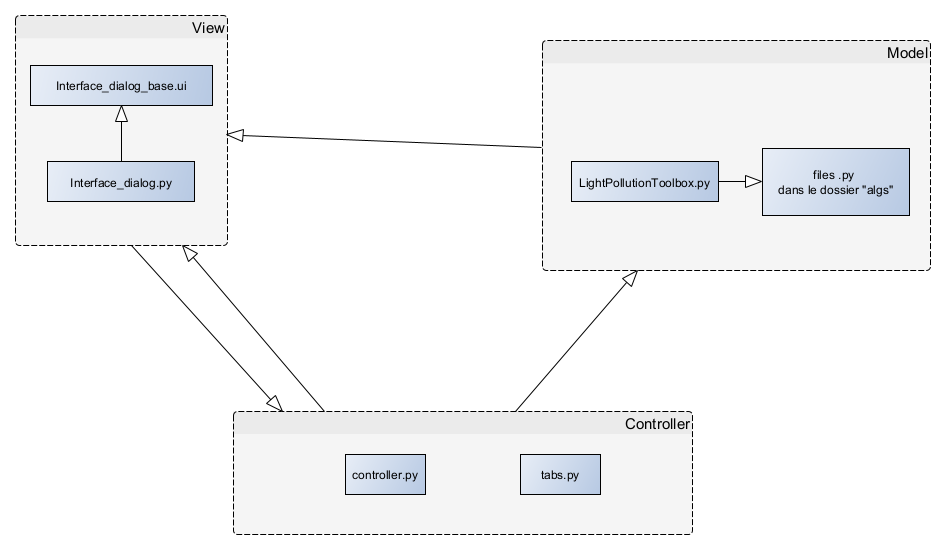 View
Interface_dialog_base.ui
Interface_dialog.py
Model
LightPollutionToolbox.py
files .py
dans le dossier "algs"
Controller
controller.py
tabs.py